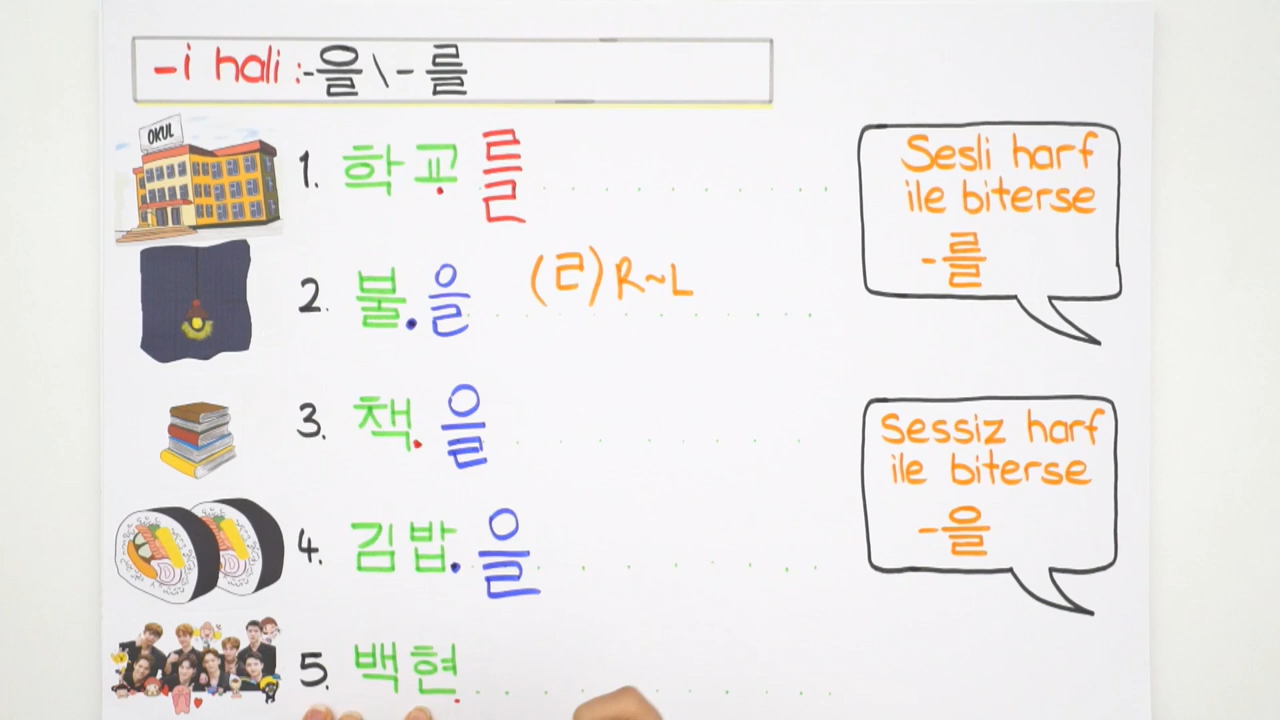 -i hali :-을 \ -를
OKUL
1. 학교를
2. 불을 (ㄹ) R~L
3. 책을
4. 김밥을
5. 백현
Sesli harf
ile biterse
-를
Sessiz harf
ile biterse
-을